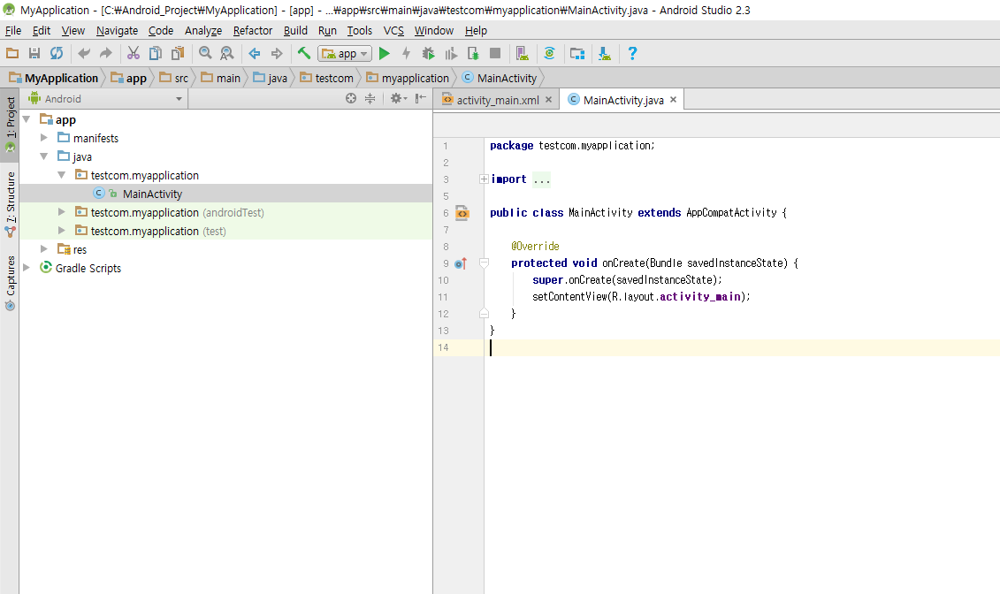 MyApplication - [C:₩Android_Project₩MyApplication] - [app] - ...₩app₩src₩main₩java₩testcom₩myapplication₩MainActivity.java - Android Studio 2.3
File Edit View Navigate Code Analyze Refactor Build Run Tools VCS Window Help
app
MyApplication app src main java testcom myapplication MainActivity
Android
activity_main.xml MainActivity.java
1: Project
7: Structure
Captures
app
manifests
java
testcom.myapplication
MainActivity
testcom.myapplication (androidTest)
testcom.myapplication (test)
res
Gradle Scripts
1 package testcom.myapplication;
2
3 import ...
5
6 public class MainActivity extends AppCompatActivity {
7
8 @Override
9 protected void onCreate(Bundle savedInstanceState) {
10 super.onCreate(savedInstanceState);
11 setContentView(R.layout.activity_main);
12 }
13 }
14